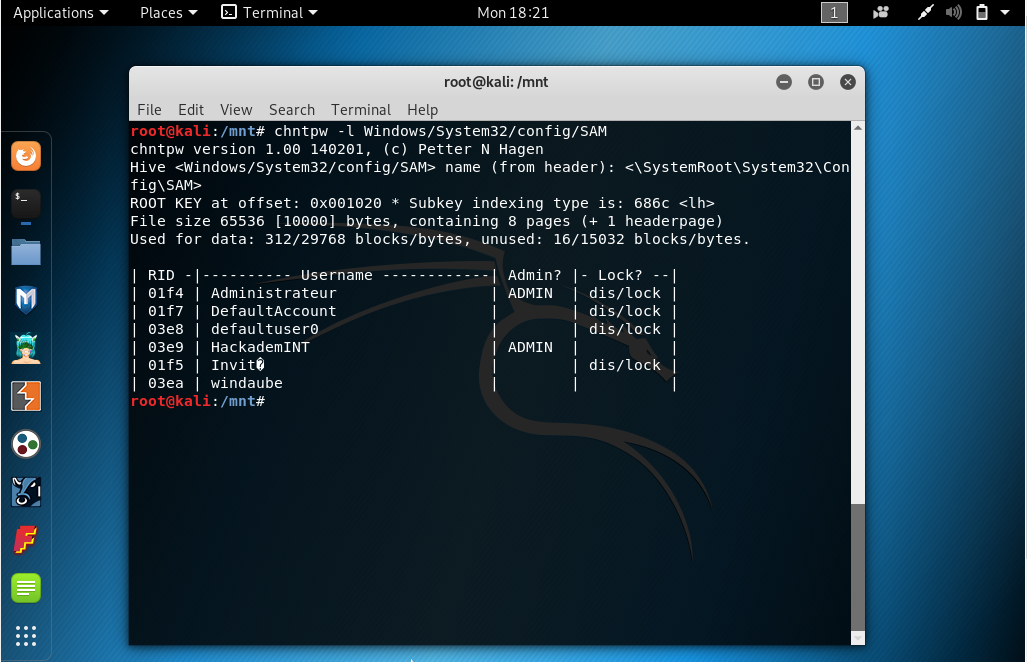 Applications Places Terminal Mon 18:21 1
root@kali: /mnt
File Edit View Search Terminal Help
root@kali:/mnt# chntpw -l Windows/System32/config/SAM
chntpw version 1.00 140201, (c) Petter N Hagen
Hive <Windows/System32/config/SAM> name (from header): <\SystemRoot\System32\Con
fig\SAM>
ROOT KEY at offset: 0x001020 * Subkey indexing type is: 686c <lh>
File size 65536 [10000] bytes, containing 8 pages (+ 1 headerpage)
Used for data: 312/29768 blocks/bytes, unused: 16/15032 blocks/bytes.
| RID -|---------- Username ------------| Admin? |- Lock? --|
| 01f4 | Administrateur                 | ADMIN  | dis/lock |
| 01f7 | DefaultAccount                 |        | dis/lock |
| 03e8 | defaultuser0                   |        | dis/lock |
| 03e9 | HackademINT                    | ADMIN  |          |
| 01f5 | Invit�                         |        | dis/lock |
| 03ea | windaube                       |        |          |
root@kali:/mnt#